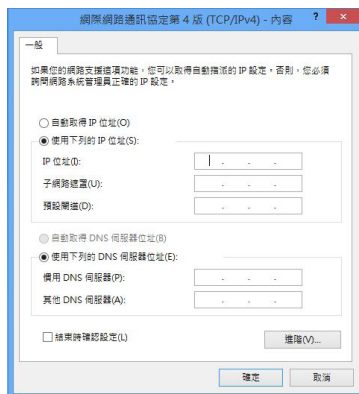 網際網路通訊協定第 4 版 (TCP/IPv4) - 內容
?
×
一般
如果您的網路支援這項功能，您可以取得自動指派的 IP 設定。否則，您必須
詢問網路系統管理員正確的 IP 設定。
自動取得 IP 位址(O)
使用下列的 IP 位址(S):
IP 位址(I):
子網路遮罩(U):
預設閘道(D):
自動取得 DNS 伺服器位址(B)
使用下列的 DNS 伺服器位址(E):
慣用 DNS 伺服器(P):
其他 DNS 伺服器(A):
結束時確認設定(L)
進階(V)...
確定
取消